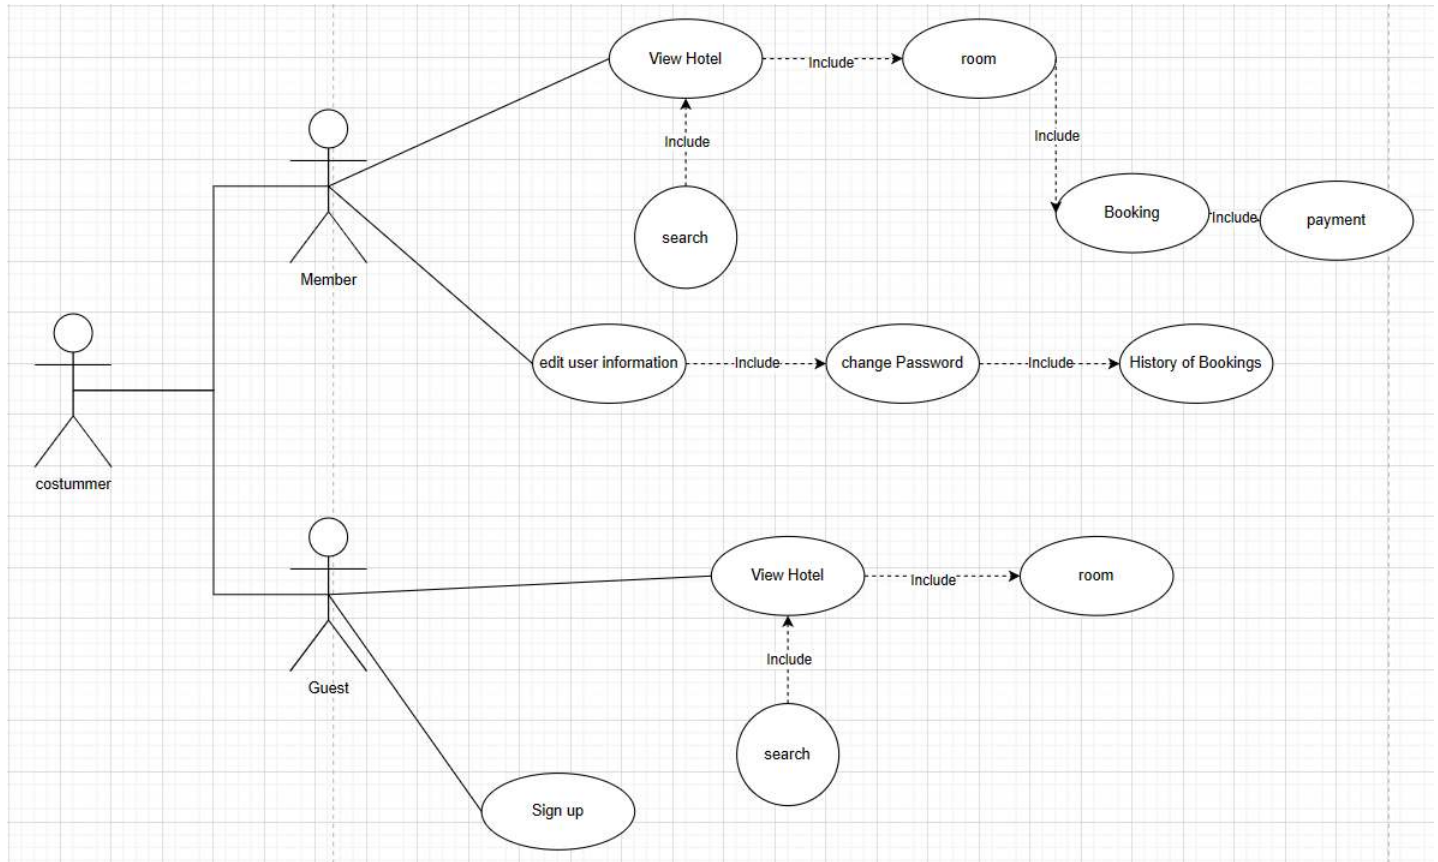 View Hotel
Include
room
Include
Include
search
Booking
Include
payment
Member
edit user information
Include
change Password
Include
History of Bookings
costummer
View Hotel
Include
room
Include
Guest
search
Sign up